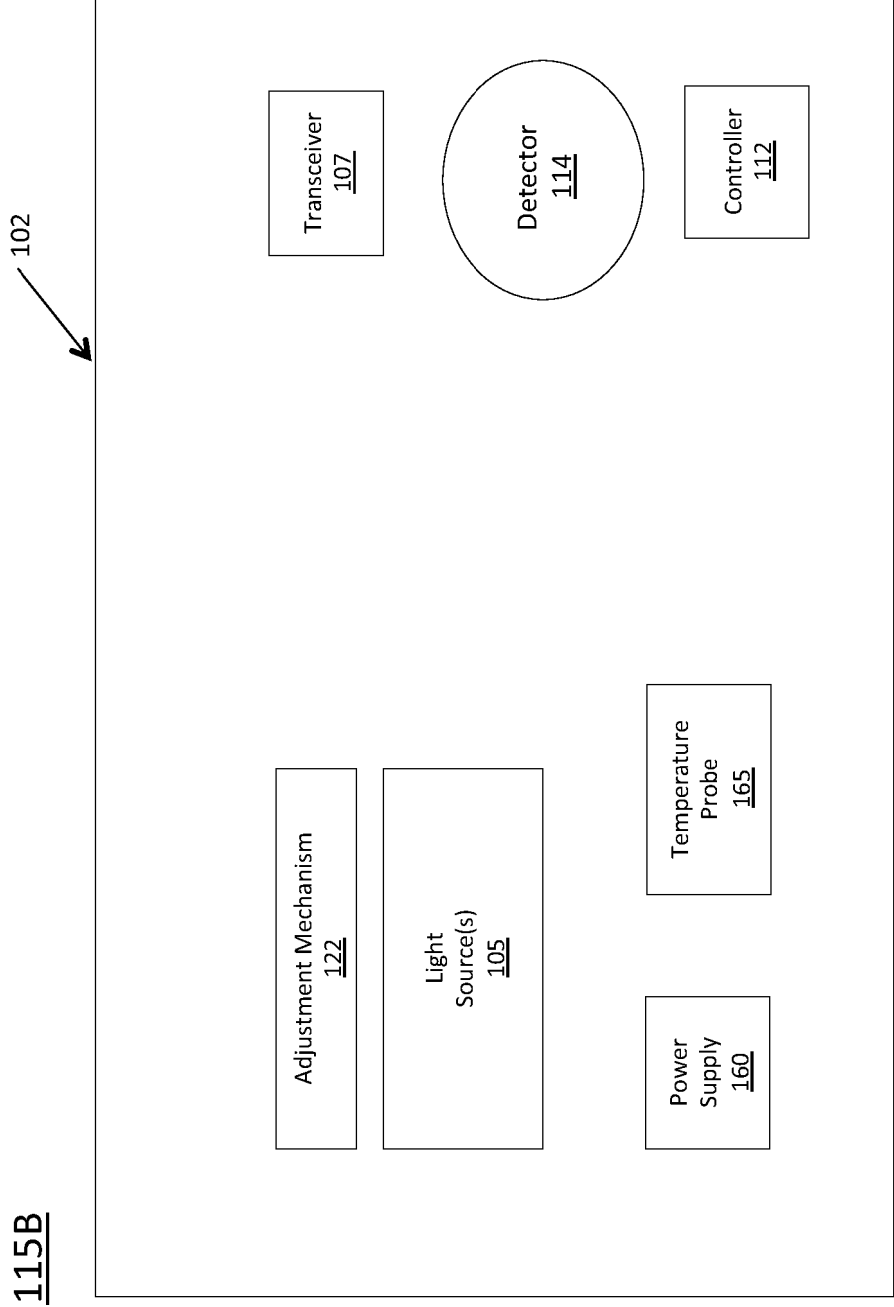 115B
102
Adjustment Mechanism
122
Light
Source(s)
105
Power
Supply
160
Temperature
Probe
165
Transceiver
107
Detector
114
Controller
112